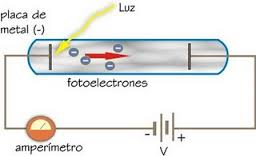 placa de
metal (-)
Luz
fotoelectrones
amperímetro
- +
V